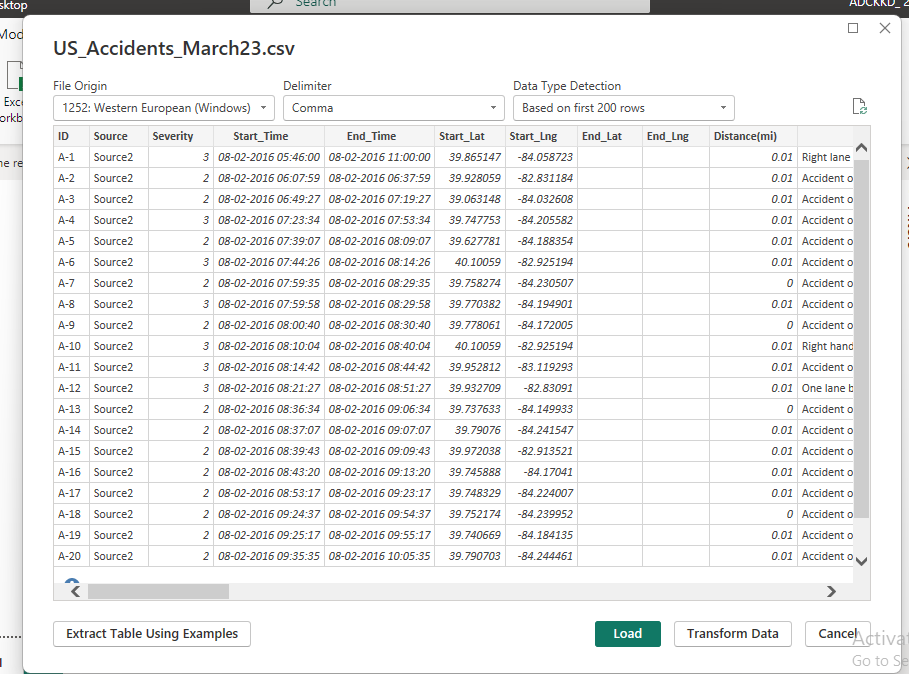 sktop
Search
ADCKKD_ 2
Mod
US_Accidents_March23.csv
File Origin
Delimiter
Data Type Detection
1252: Western European (Windows)
Comma
Based on first 200 rows
Exce
orkb
ne re
ID Source Severity Start_Time End_Time Start_Lat Start_Lng End_Lat End_Lng Distance(mi)
A-1 Source2 3 08-02-2016 05:46:00 08-02-2016 11:00:00 39.865147 -84.058723 0.01 Right lane
A-2 Source2 2 08-02-2016 06:07:59 08-02-2016 06:37:59 39.928059 -82.831184 0.01 Accident o
A-3 Source2 2 08-02-2016 06:49:27 08-02-2016 07:19:27 39.063148 -84.032608 0.01 Accident o
A-4 Source2 3 08-02-2016 07:23:34 08-02-2016 07:53:34 39.747753 -84.205582 0.01 Accident o
A-5 Source2 2 08-02-2016 07:39:07 08-02-2016 08:09:07 39.627781 -84.188354 0.01 Accident o
A-6 Source2 3 08-02-2016 07:44:26 08-02-2016 08:14:26 40.10059 -82.925194 0.01 Accident o
A-7 Source2 2 08-02-2016 07:59:35 08-02-2016 08:29:35 39.758274 -84.230507 0 Accident o
A-8 Source2 3 08-02-2016 07:59:58 08-02-2016 08:29:58 39.770382 -84.194901 0.01 Accident o
A-9 Source2 2 08-02-2016 08:00:40 08-02-2016 08:30:40 39.778061 -84.172005 0 Accident o
A-10 Source2 3 08-02-2016 08:10:04 08-02-2016 08:40:04 40.10059 -82.925194 0.01 Right hand
A-11 Source2 3 08-02-2016 08:14:42 08-02-2016 08:44:42 39.952812 -83.119293 0.01 Accident o
A-12 Source2 3 08-02-2016 08:21:27 08-02-2016 08:51:27 39.932709 -82.83091 0.01 One lane b
A-13 Source2 2 08-02-2016 08:36:34 08-02-2016 09:06:34 39.737633 -84.149933 0 Accident o
A-14 Source2 2 08-02-2016 08:37:07 08-02-2016 09:07:07 39.79076 -84.241547 0.01 Accident o
A-15 Source2 2 08-02-2016 08:39:43 08-02-2016 09:09:43 39.972038 -82.913521 0.01 Accident o
A-16 Source2 2 08-02-2016 08:43:20 08-02-2016 09:13:20 39.745888 -84.17041 0.01 Accident o
A-17 Source2 2 08-02-2016 08:53:17 08-02-2016 09:23:17 39.748329 -84.224007 0.01 Accident o
A-18 Source2 2 08-02-2016 09:24:37 08-02-2016 09:54:37 39.752174 -84.239952 0 Accident o
A-19 Source2 2 08-02-2016 09:25:17 08-02-2016 09:55:17 39.740669 -84.184135 0.01 Accident o
A-20 Source2 2 08-02-2016 09:35:35 08-02-2016 10:05:35 39.790703 -84.244461 0.01 Accident o
Extract Table Using Examples
Load
Transform Data
Cancel
Activat
Go to Se